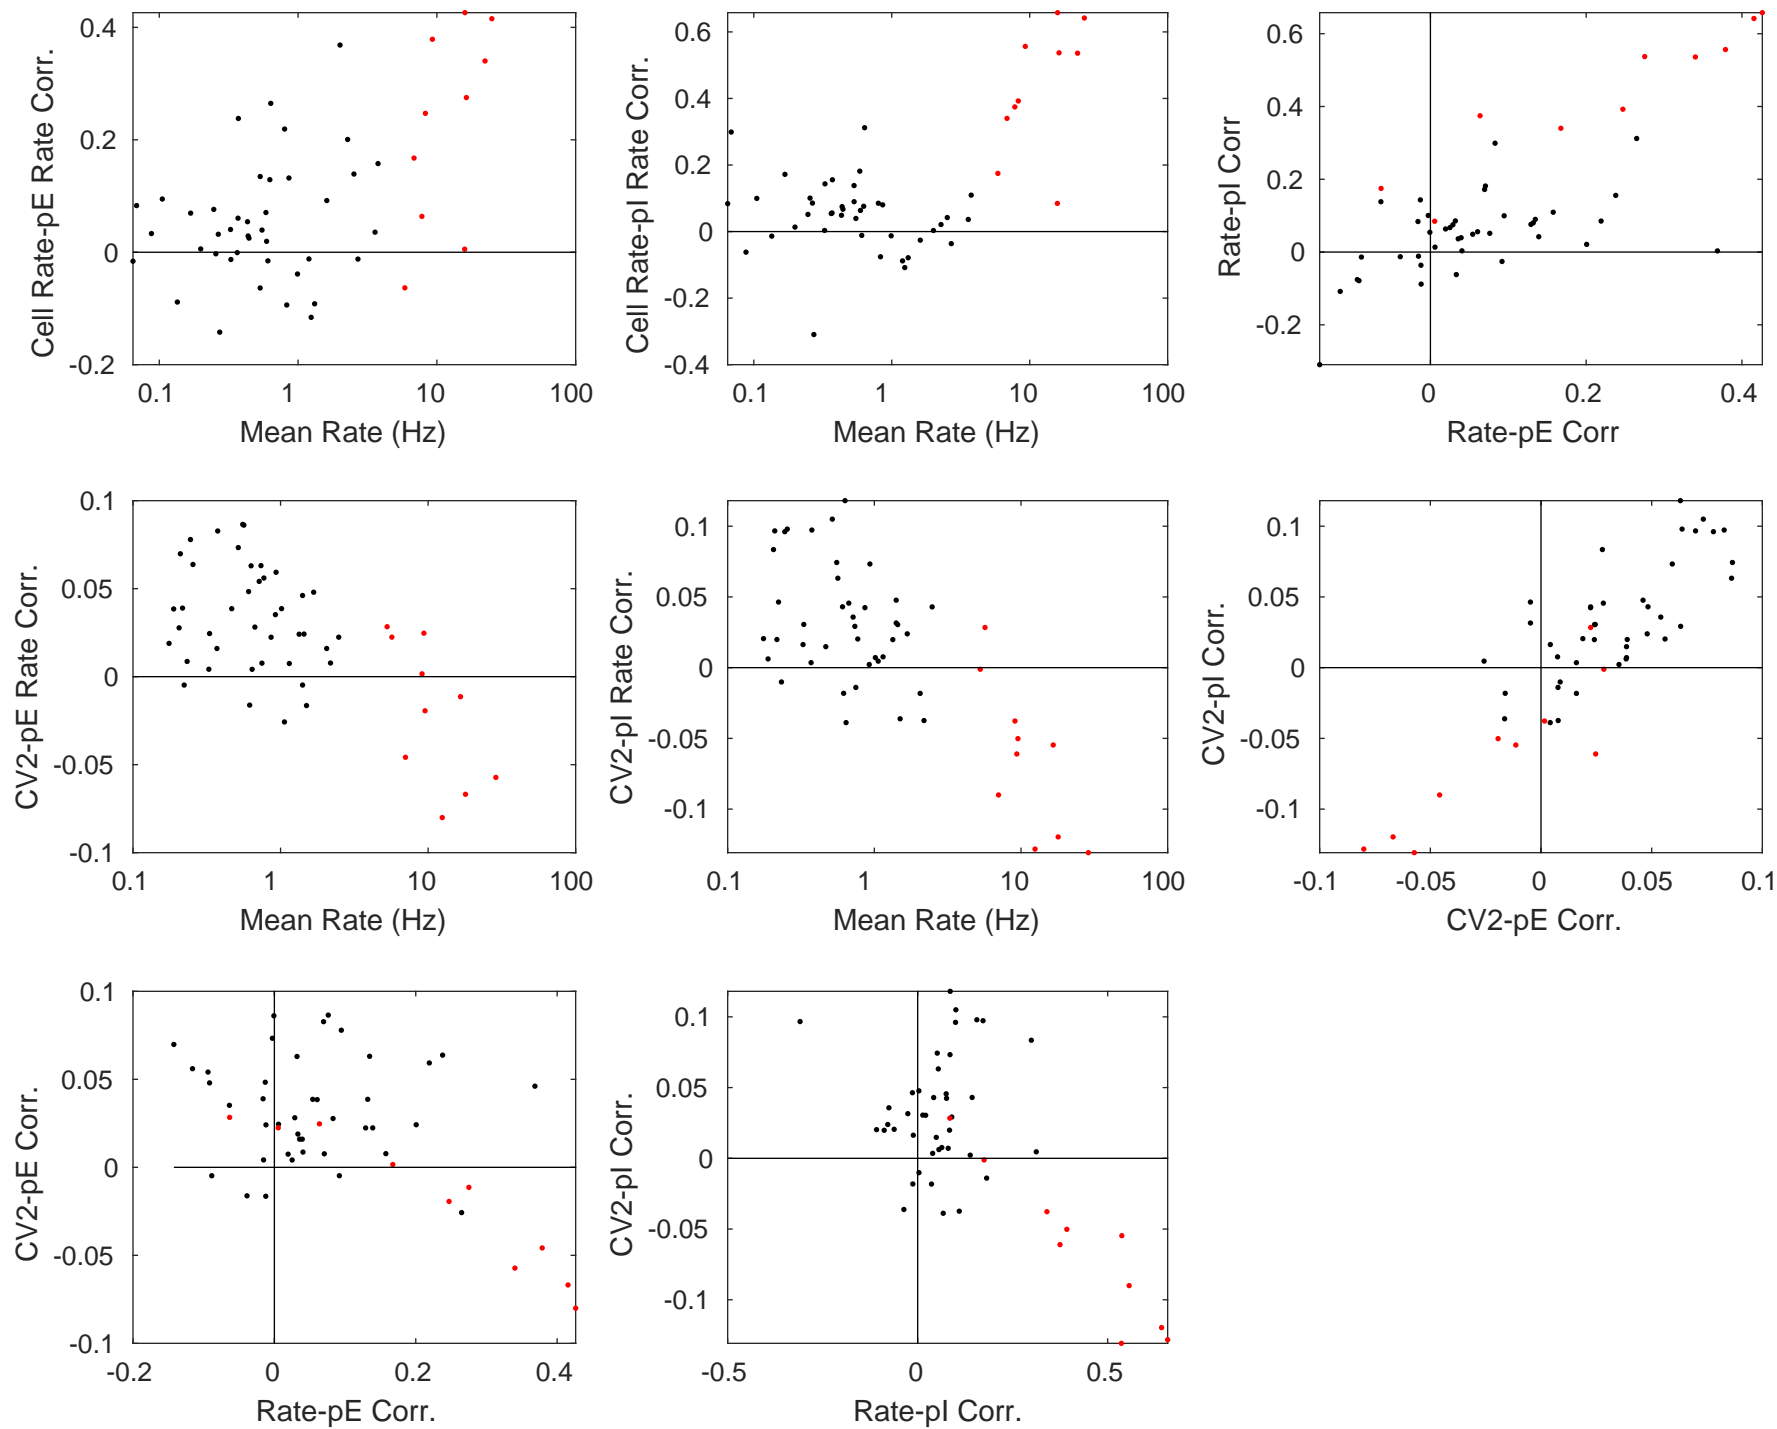 Cell Rate-pE Rate Corr.
0.4
0.2
0
-0.2
0.1 1 10 100
Mean Rate (Hz)
Cell Rate-pI Rate Corr.
0.6
0.4
0.2
0
-0.2
-0.4
0.1 1 10 100
Mean Rate (Hz)
Rate-pI Corr
0.6
0.4
0.2
0
-0.2
0 0.2 0.4
Rate-pE Corr
CV2-pE Rate Corr.
0.1
0.05
0
-0.05
-0.1
0.1 1 10 100
Mean Rate (Hz)
CV2-pI Rate Corr.
0.1
0.05
0
-0.05
-0.1
0.1 1 10 100
Mean Rate (Hz)
CV2-pI Corr.
0.1
0.05
0
-0.05
-0.1
-0.1 -0.05 0 0.05 0.1
CV2-pE Corr.
CV2-pE Corr.
0.1
0.05
0
-0.05
-0.1
-0.2 0 0.2 0.4
Rate-pE Corr.
CV2-pI Corr.
0.1
0.05
0
-0.05
-0.1
-0.5 0 0.5
Rate-pI Corr.